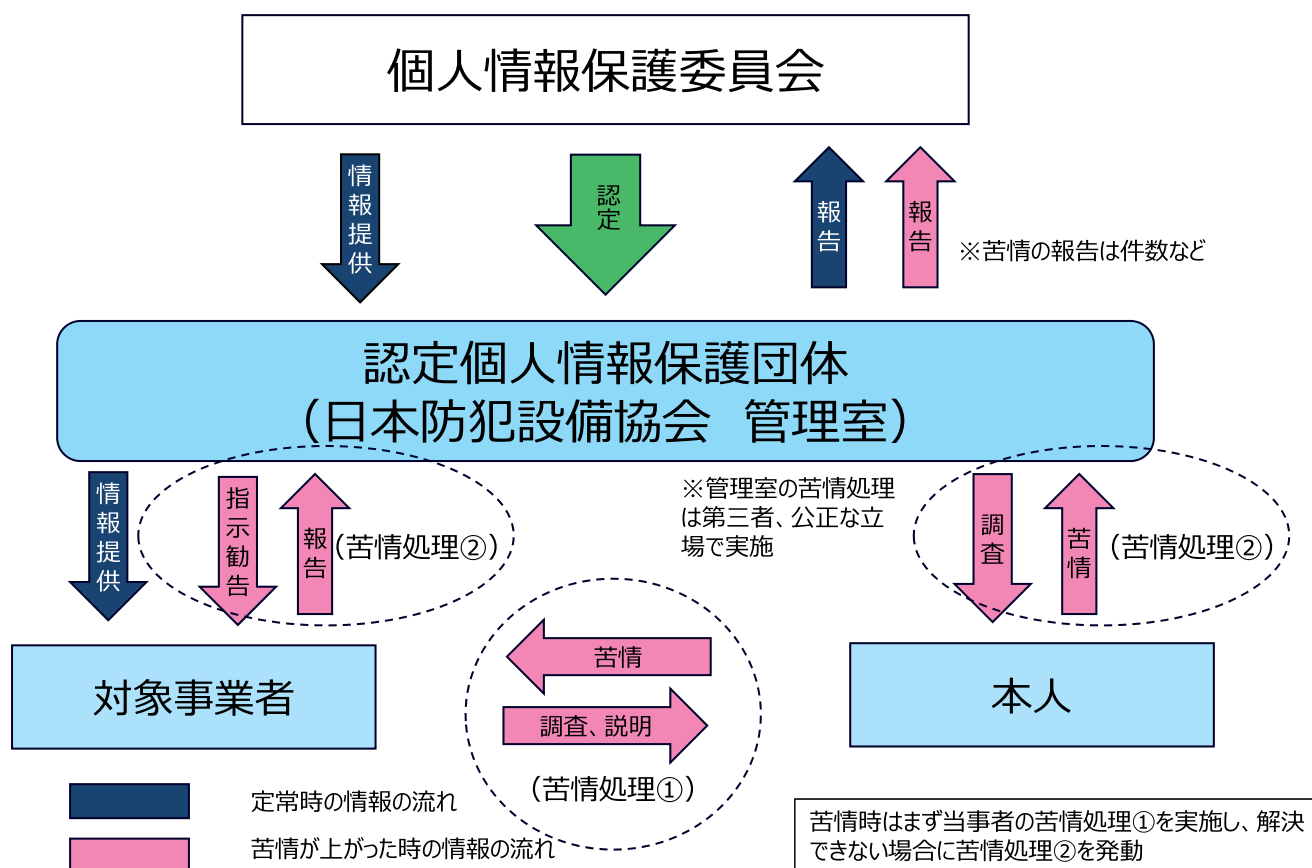 個人情報保護委員会
情報提供
認定
報告
報告
※苦情の報告は件数など
認定個人情報保護団体
（日本防犯設備協会　管理室）
情報提供
指示勧告
報告
（苦情処理②）
※管理室の苦情処理
は第三者、公正な立
場で実施
調査
苦情
（苦情処理②）
対象事業者
苦情
調査、説明
（苦情処理①）
本人
定常時の情報の流れ
苦情が上がった時の情報の流れ
苦情時はまず当事者の苦情処理①を実施し、解決
できない場合に苦情処理②を発動